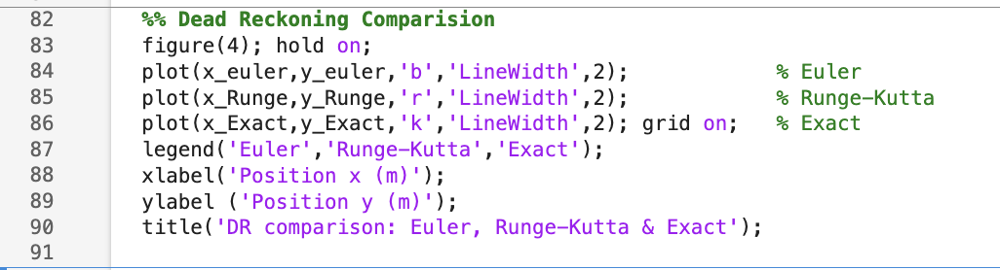 82 %% Dead Reckoning Comparision
83 figure(4); hold on;
84 plot(x_euler,y_euler,'b','LineWidth',2); % Euler
85 plot(x_Runge,y_Runge,'r','LineWidth',2); % Runge-Kutta
86 plot(x_Exact,y_Exact,'k','LineWidth',2); grid on; % Exact
87 legend('Euler','Runge-Kutta','Exact');
88 xlabel('Position x (m)');
89 ylabel ('Position y (m)');
90 title('DR comparison: Euler, Runge-Kutta & Exact');
91